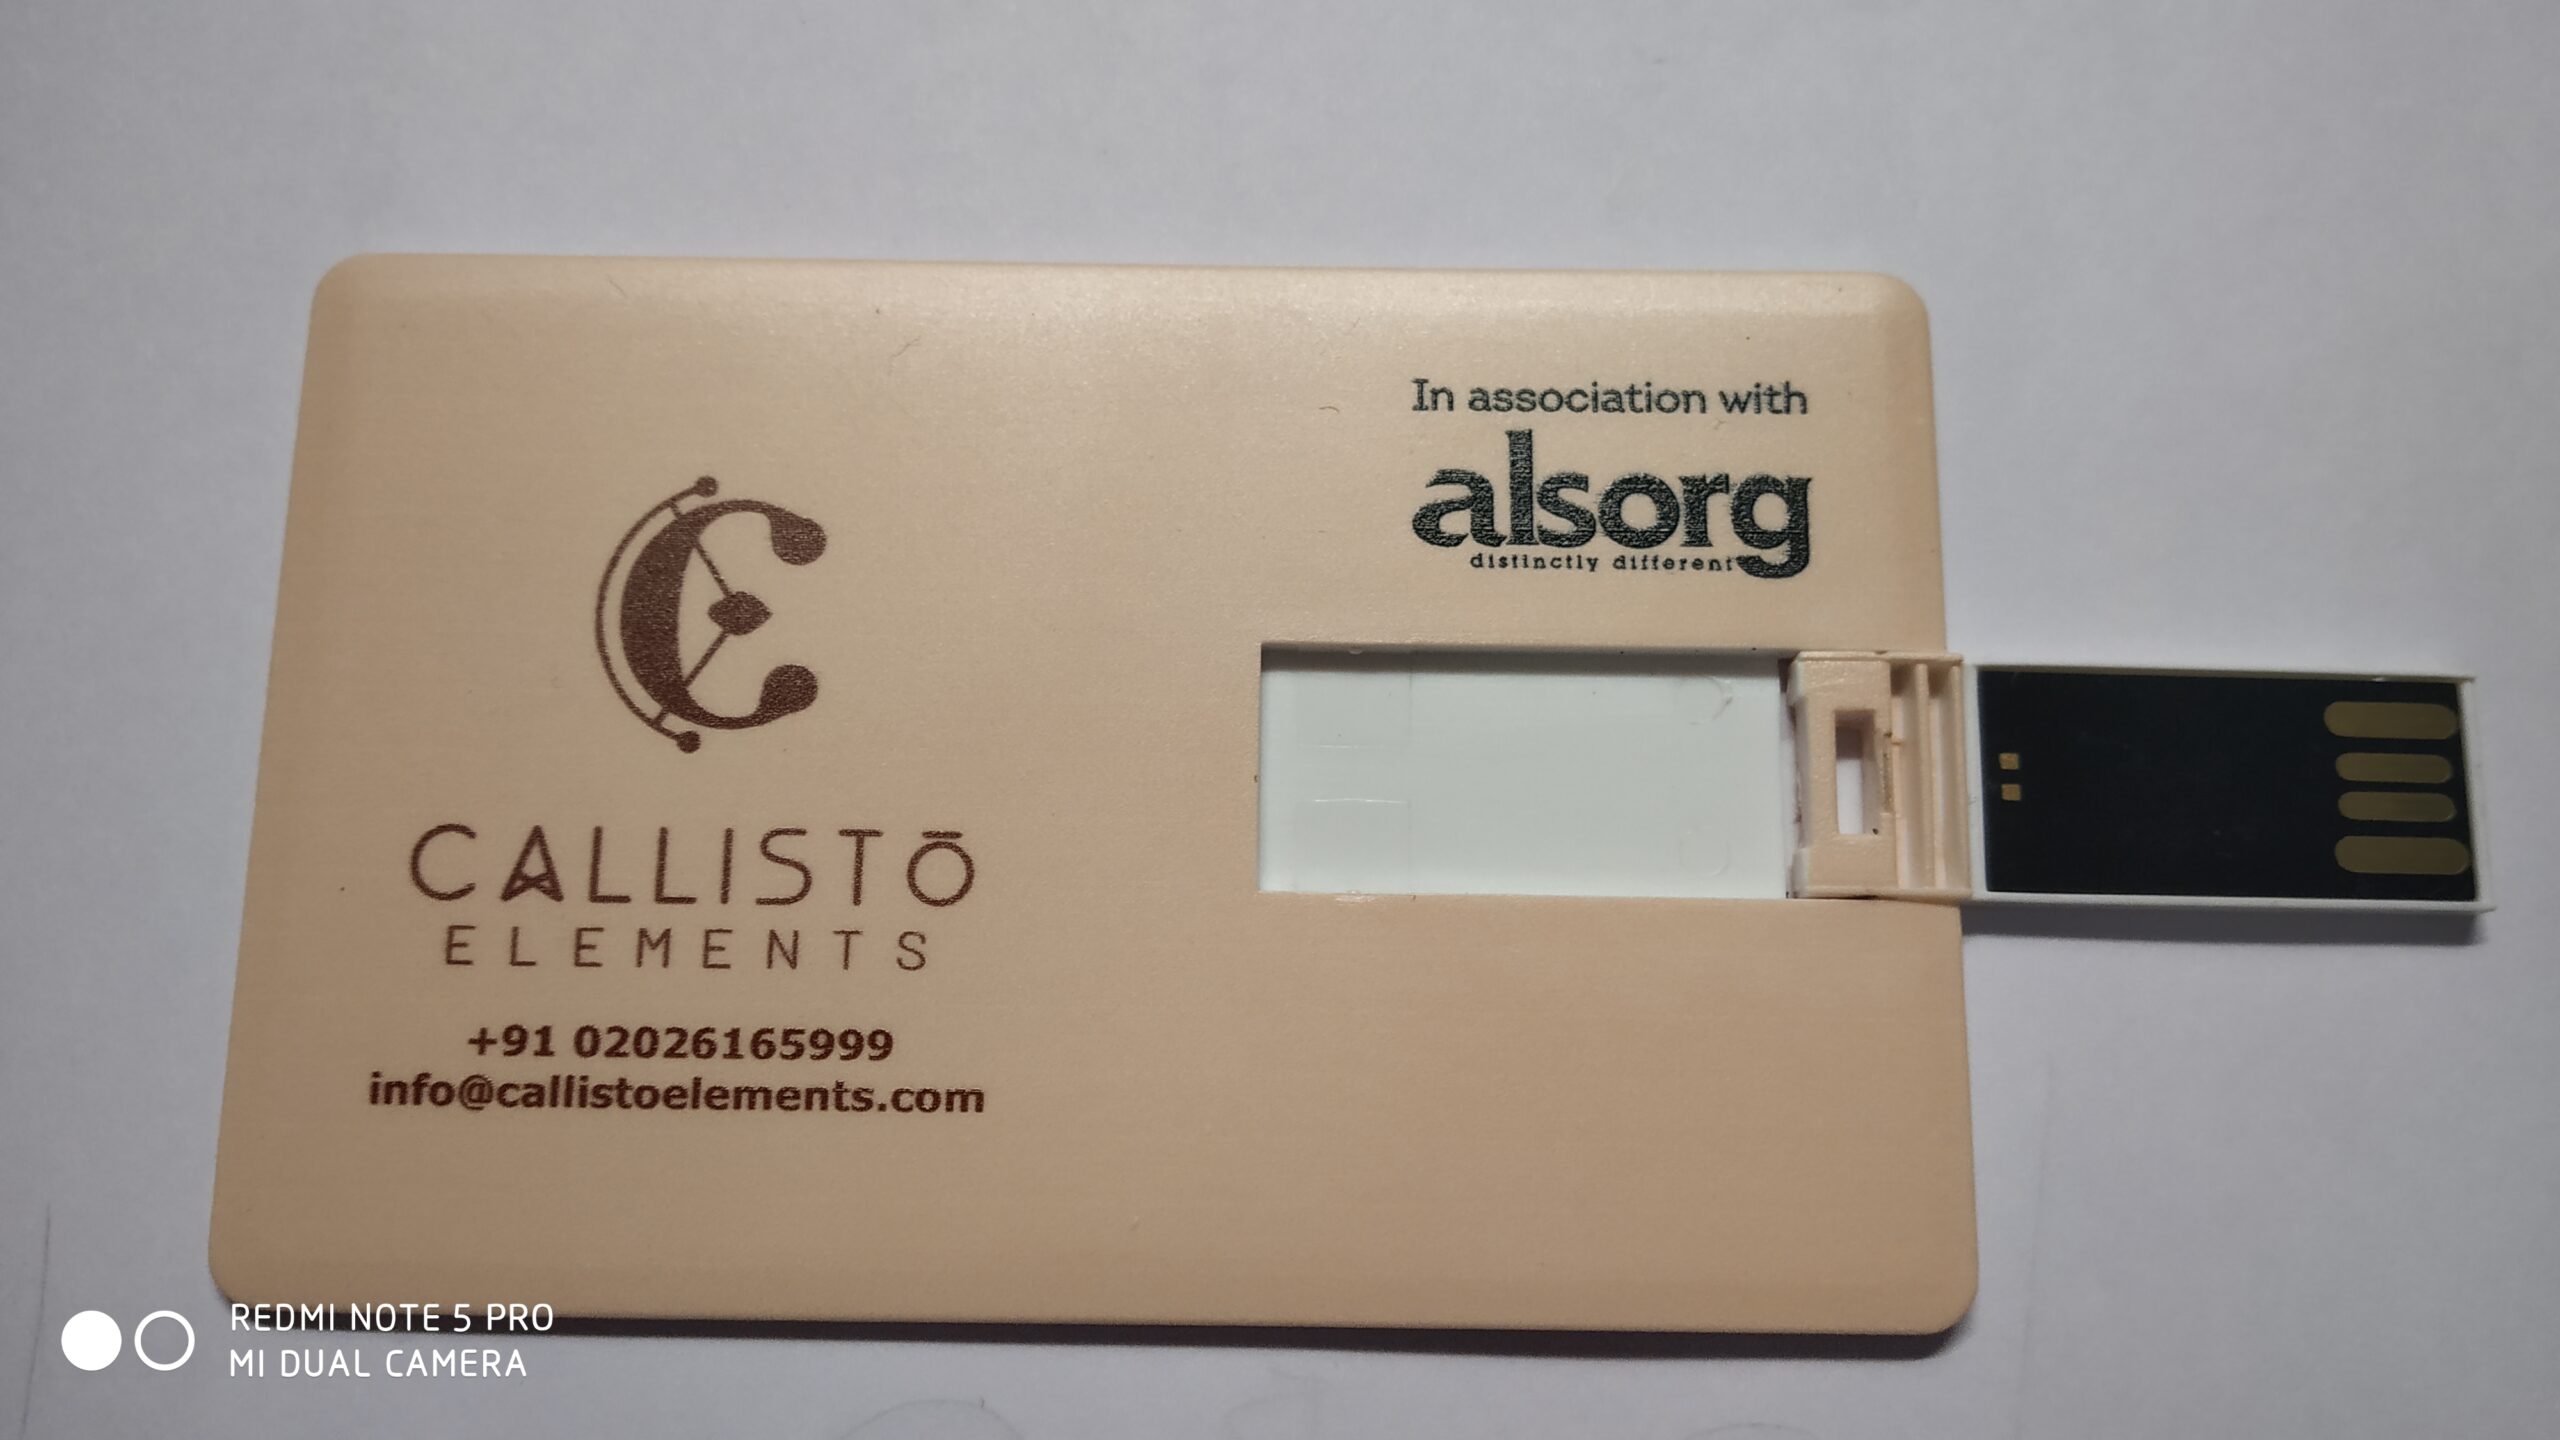 In association with
alsorg
distinctly different
CALLISTŌ
ELEMENTS
+91 02026165999
info@callistoelements.com
REDMI NOTE 5 PRO
MI DUAL CAMERA